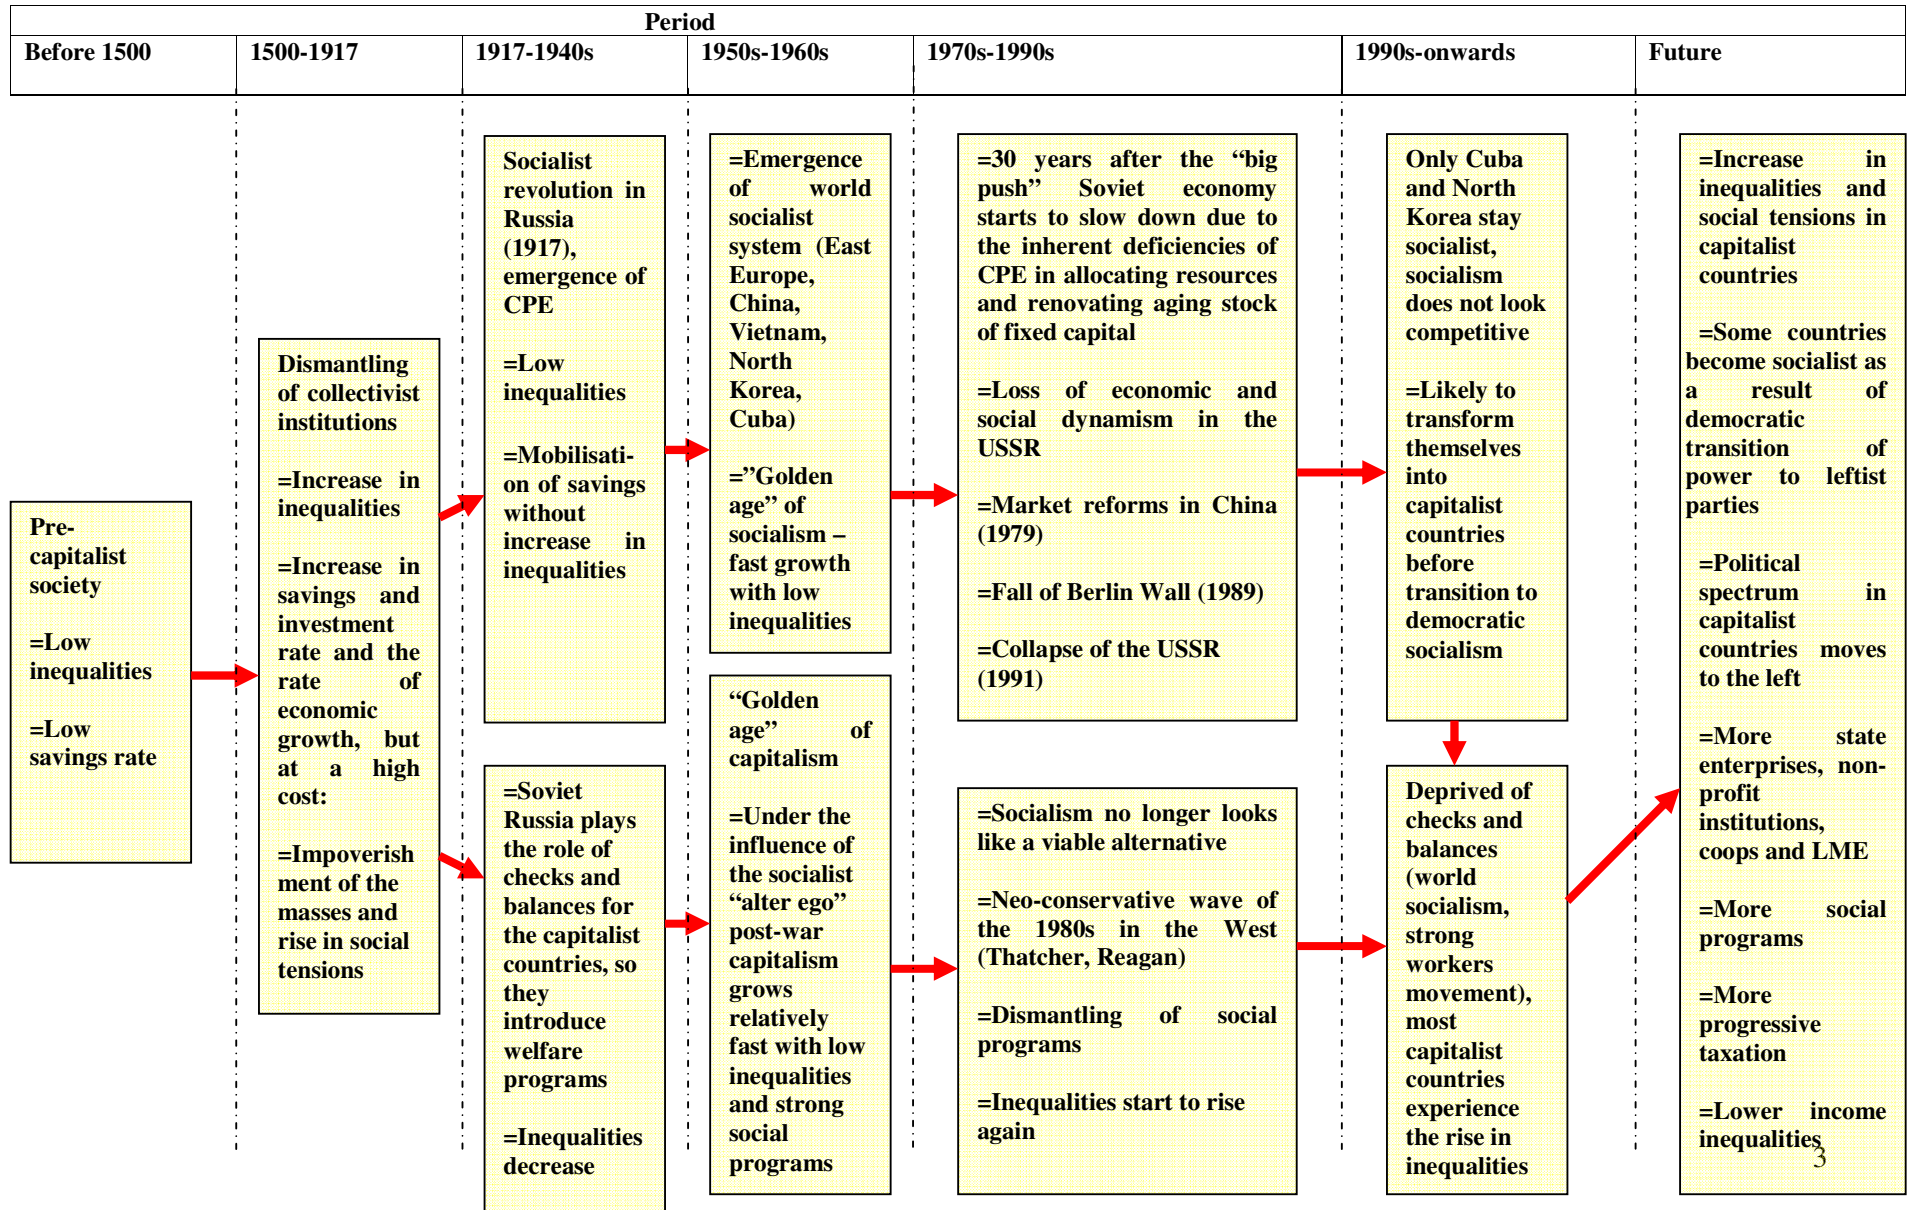 Period
Before 1500
1500-1917
1917-1940s
1950s-1960s
1970s-1990s
1990s-onwards
Future
Pre-
capitalist
society
=Low
inequalities
=Low
savings rate
Dismantling
of collectivist
institutions
=Increase in
inequalities
=Increase in
savings and
investment
rate and the
rate of
economic
growth, but
at a high
cost:
=Impoverish
ment of the
masses and
rise in social
tensions
Socialist
revolution in
Russia
(1917),
emergence of
CPE
=Low
inequalities
=Mobilisati-
on of savings
without
increase in
inequalities
=Soviet
Russia plays
the role of
checks and
balances for
the capitalist
countries, so
they
introduce
welfare
programs
=Inequalities
decrease
=Emergence
of world
socialist
system (East
Europe,
China,
Vietnam,
North
Korea,
Cuba)
=”Golden
age” of
socialism –
fast growth
with low
inequalities
“Golden
age” of
capitalism
=Under the
influence of
the socialist
“alter ego”
post-war
capitalism
grows
relatively
fast with low
inequalities
and strong
social
programs
=30 years after the “big
push” Soviet economy
starts to slow down due to
the inherent deficiencies of
CPE in allocating resources
and renovating aging stock
of fixed capital
=Loss of economic and
social dynamism in the
USSR
=Market reforms in China
(1979)
=Fall of Berlin Wall (1989)
=Collapse of the USSR
(1991)
=Socialism no longer looks
like a viable alternative
=Neo-conservative wave of
the 1980s in the West
(Thatcher, Reagan)
=Dismantling of social
programs
=Inequalities start to rise
again
Only Cuba
and North
Korea stay
socialist,
socialism
does not look
competitive
=Likely to
transform
themselves
into
capitalist
countries
before
transition to
democratic
socialism
Deprived of
checks and
balances
(world
socialism,
strong
workers
movement),
most
capitalist
countries
experience
the rise in
inequalities
=Increase in
inequalities and
social tensions in
capitalist
countries
=Some countries
become socialist as
a result of
democratic
transition of
power to leftist
parties
=Political
spectrum in
capitalist
countries moves
to the left
=More state
enterprises, non-
profit
institutions,
coops and LME
=More social
programs
=More
progressive
taxation
=Lower income
inequalities
3